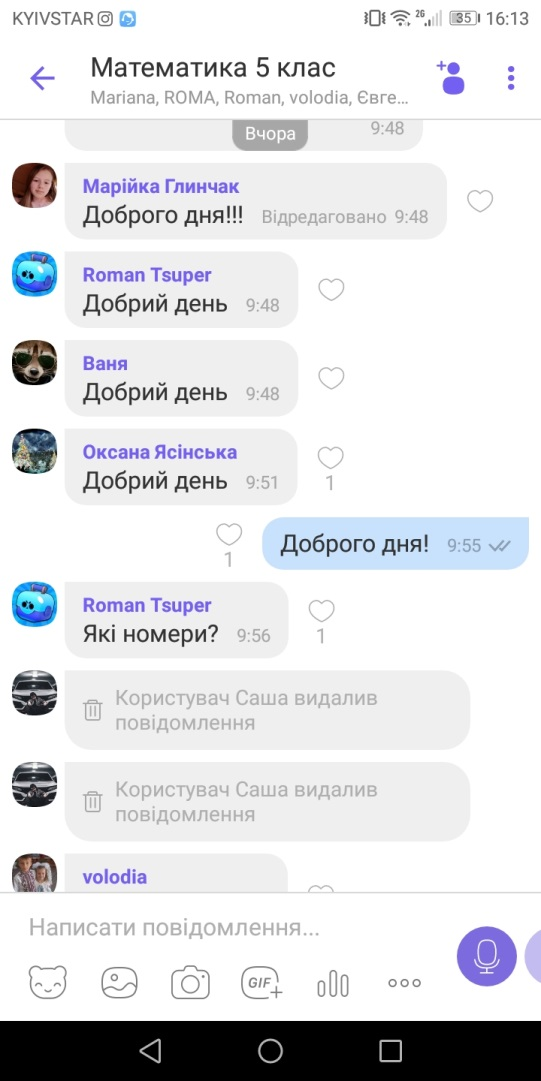 KYIVSTAR 2G 35 16:13
Математика 5 клас
Mariana, ROMA, Roman, volodia, Євге...
9:48
Вчора
Марійка Глинчак
Доброго дня!!! Відредаговано 9:48
Roman Tsuper
Добрий день 9:48
Ваня
Добрий день 9:48
Оксана Ясінська
Добрий день 9:51
1
Доброго дня! 9:55
1
Roman Tsuper
Які номери? 9:56
1
Користувач Саша видалив
повідомлення
Користувач Саша видалив
повідомлення
volodia
Написати повідомлення...
GIF